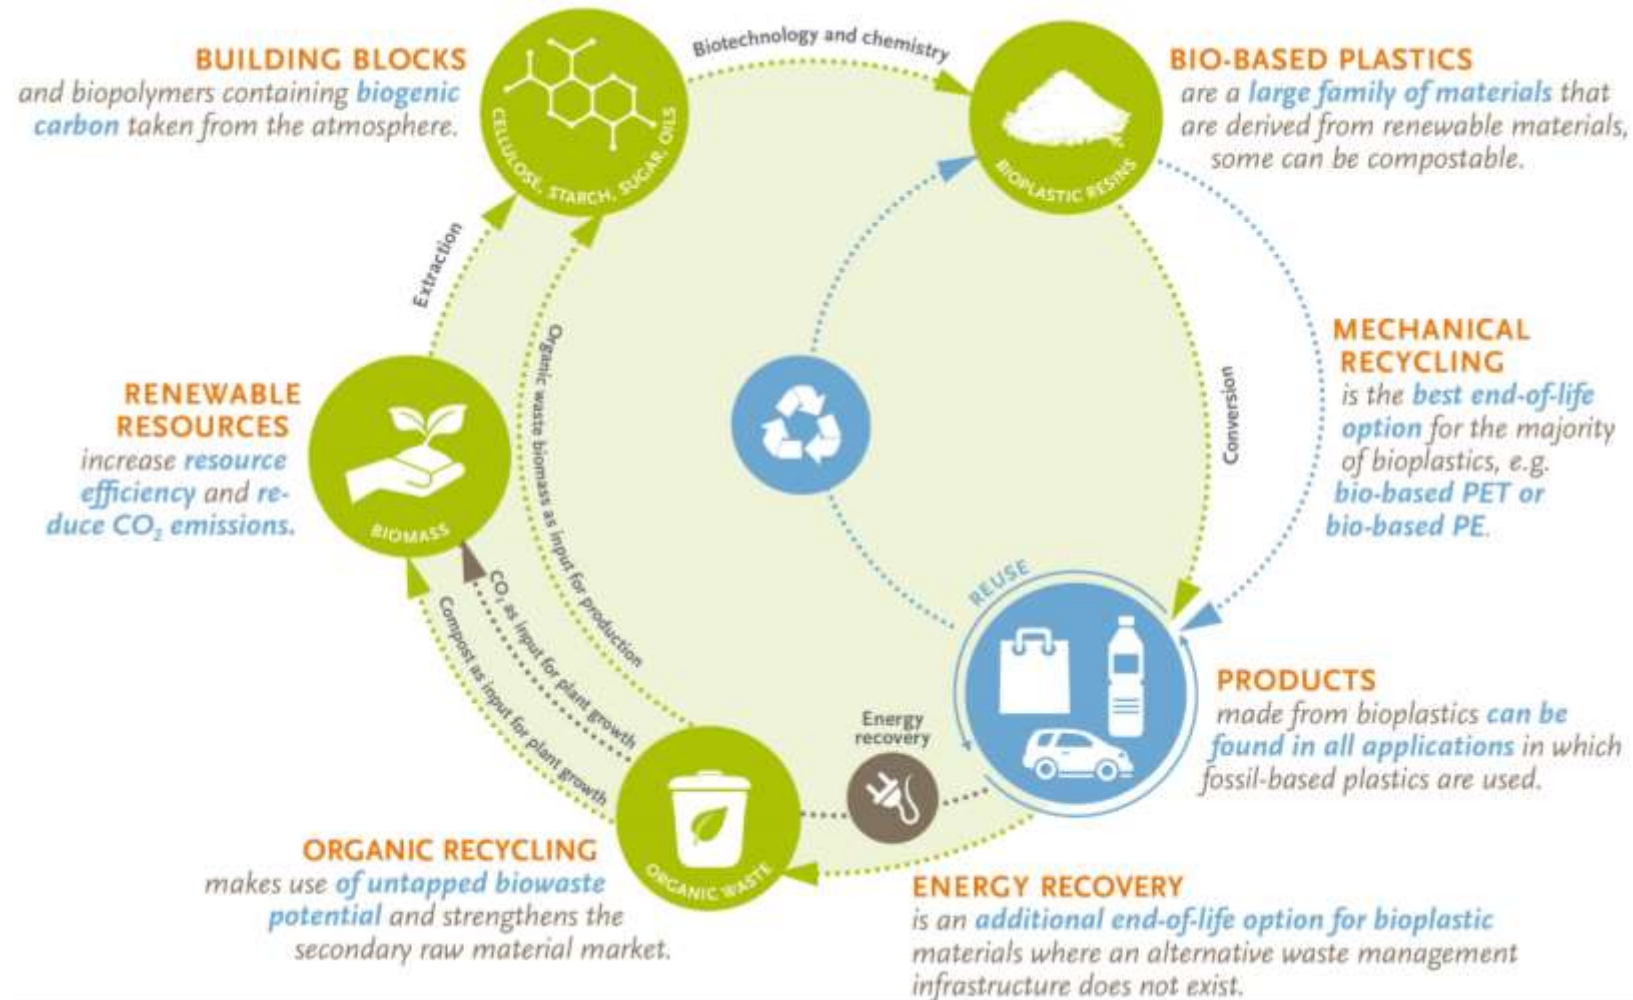 BUILDING BLOCKS
and biopolymers containing biogenic
carbon taken from the atmosphere.
CELLULOSE, STARCH, SUGAR, OILS
Biotechnology and chemistry
BIOPLASTIC RESINS
BIO-BASED PLASTICS
are a large family of materials that
are derived from renewable materials,
some can be compostable.
Extraction
RENEWABLE
RESOURCES
increase resource
efficiency and re-
duce CO₂ emissions.
BIOMASS
Organic waste biomass as input for production
CO₂ as input for plant growth
Compost as input for plant growth
Conversion
MECHANICAL
RECYCLING
is the best end-of-life
option for the majority
of bioplastics, e.g.
bio-based PET or
bio-based PE.
REUSE
PRODUCTS
made from bioplastics can be
found in all applications in which
fossil-based plastics are used.
Energy
recovery
ORGANIC WASTE
ORGANIC RECYCLING
makes use of untapped biowaste
potential and strengthens the
secondary raw material market.
ENERGY RECOVERY
is an additional end-of-life option for bioplastic
materials where an alternative waste management
infrastructure does not exist.